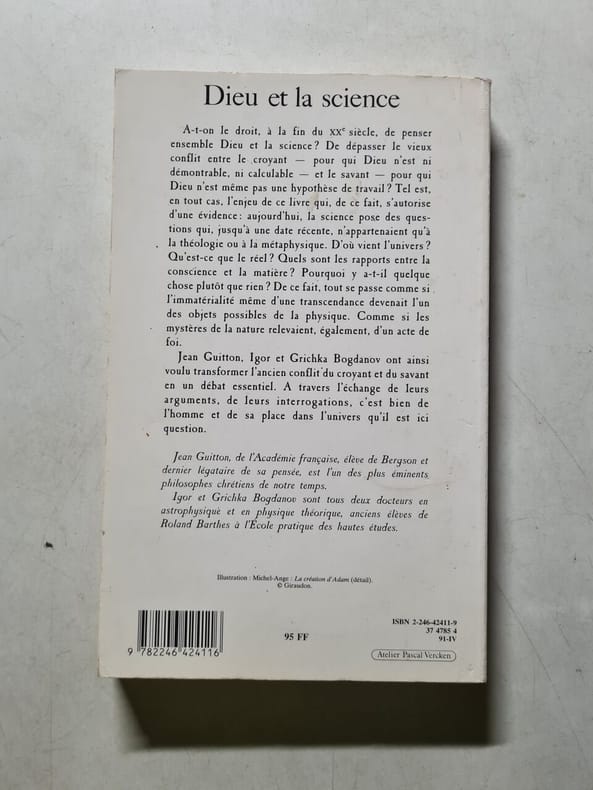 Dieu et la science
A-t-on le droit, à la fin du XXe siècle, de penser
ensemble Dieu et la science ? De dépasser le vieux
conflit entre le croyant — pour qui Dieu n'est ni
démontrable, ni calculable — et le savant — pour qui
Dieu n'est même pas une hypothèse de travail ? Tel est,
en tout cas, l'enjeu de ce livre qui, de ce fait, s'autorise
d'une évidence : aujourd'hui, la science pose des ques-
tions qui, jusqu'à une date récente, n'appartenaient qu'à
la théologie ou à la métaphysique. D'où vient l'univers ?
Qu'est-ce que le réel ? Quels sont les rapports entre la
conscience et la matière ? Pourquoi y a-t-il quelque
chose plutôt que rien ? De ce fait, tout se passe comme si
l'immatérialité même d'une transcendance devenait l'un
des objets possibles de la physique. Comme si les
mystères de la nature relevaient, également, d'un acte de
foi.
Jean Guitton, Igor et Grichka Bogdanov ont ainsi
voulu transformer l'ancien conflit du croyant et du savant
en un débat essentiel. A travers l'échange de leurs
arguments, de leurs interrogations, c'est bien de
l'homme et de sa place dans l'univers qu'il est ici
question.
Jean Guitton, de l'Académie française, élève de Bergson et
dernier légataire de sa pensée, est l'un des plus éminents
philosophes chrétiens de notre temps.
Igor et Grichka Bogdanov sont tous deux docteurs en
astrophysique et en physique théorique, anciens élèves de
Roland Barthes à l'École pratique des hautes études.
Illustration : Michel-Ange : La création d'Adam (détail).
© Giraudon.
9 782246 424116
95 FF
ISBN 2-246-42411-9
37 4785 4
91-IV
Atelier Pascal Vercken